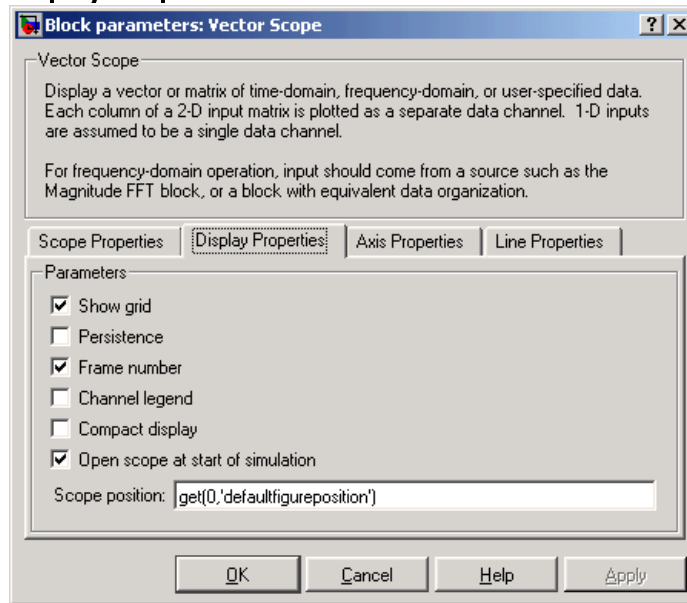 Block parameters: Vector Scope
Vector Scope
Display a vector or matrix of time-domain, frequency-domain, or user-specified data.
Each column of a 2-D input matrix is plotted as a separate data channel. 1-D inputs
are assumed to be a single data channel.
For frequency-domain operation, input should come from a source such as the
Magnitude FFT block, or a block with equivalent data organization.
Scope Properties Display Properties Axis Properties Line Properties
Parameters
Show grid
Persistence
Frame number
Channel legend
Compact display
Open scope at start of simulation
Scope position: get(0,'defaultfigureposition')
OK Cancel Help Apply